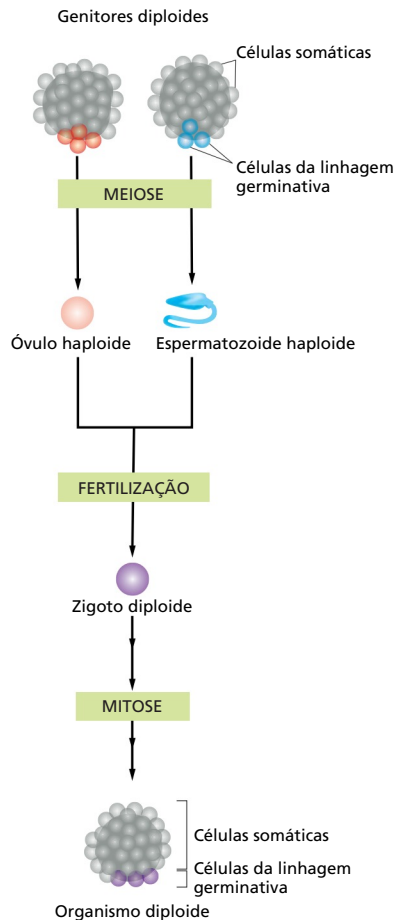 Genitores diploides
Células somáticas
Células da linhagem
germinativa
MEIOSE
Óvulo haploide
Espermatozoide haploide
FERTILIZAÇÃO
Zigoto diploide
MITOSE
Células somáticas
Células da linhagem
germinativa
Organismo diploide